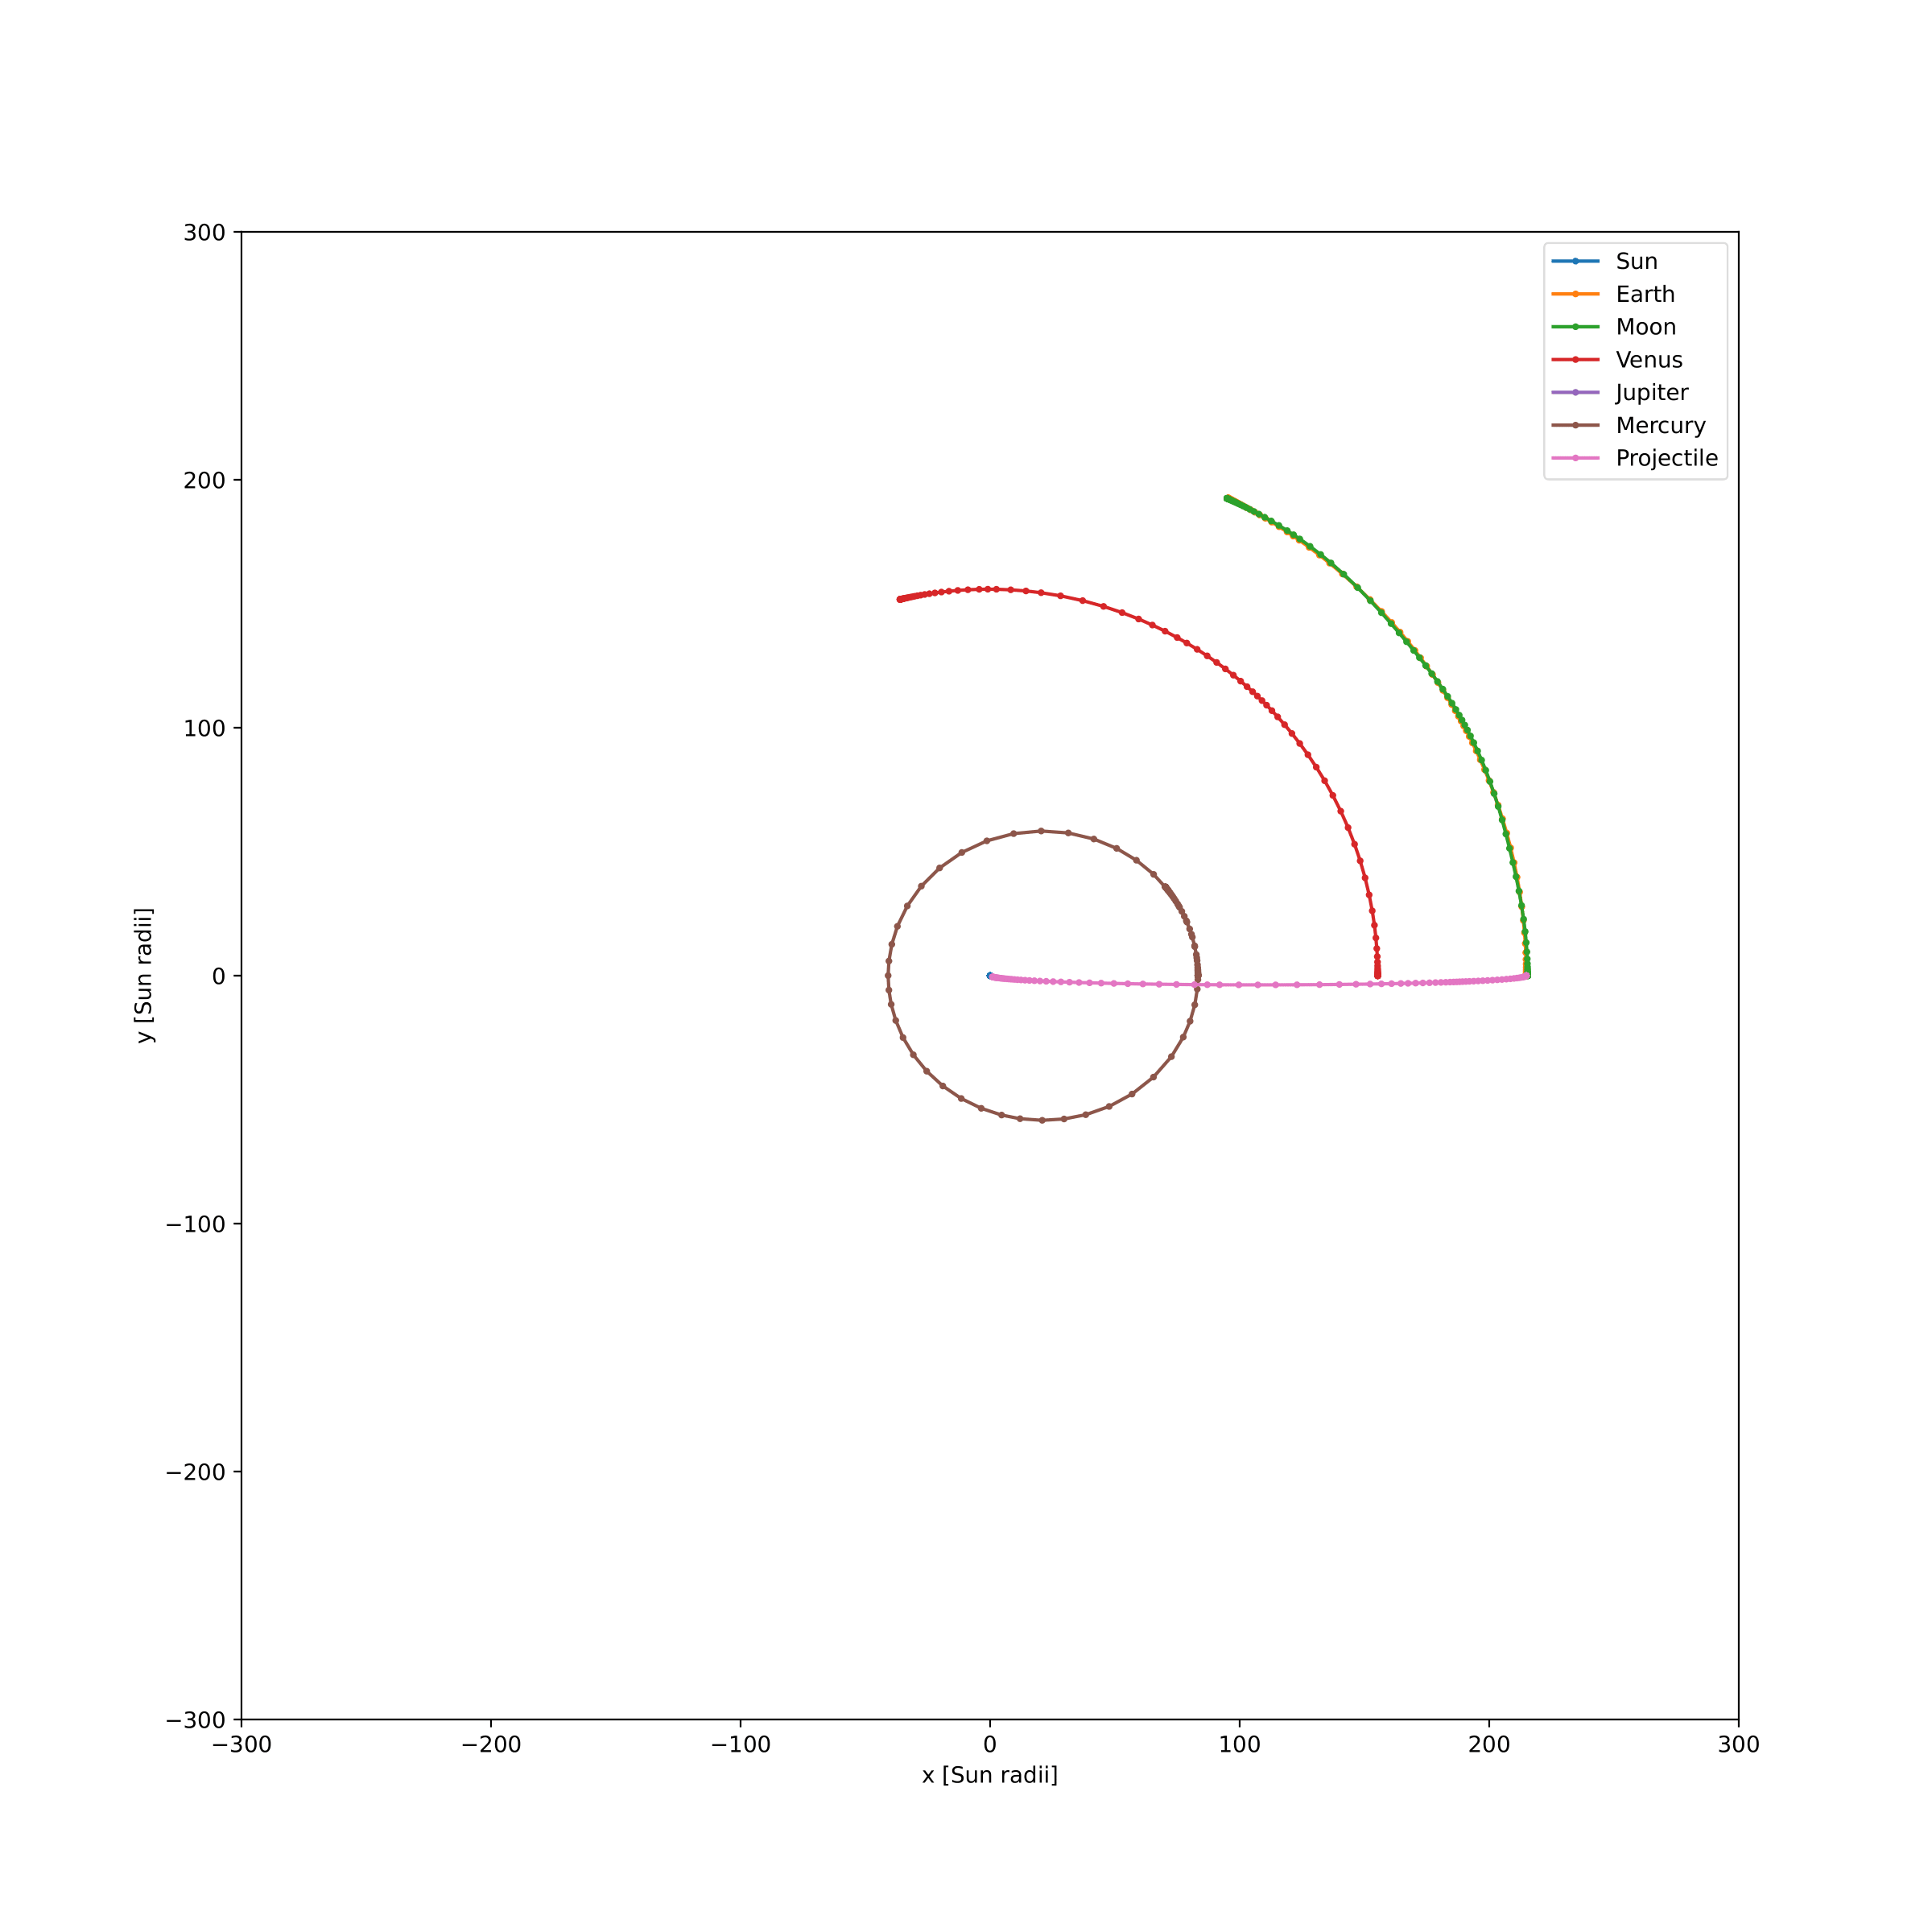 300
200
100
0
−100
−200
−300
y [Sun radii]
−300 −200 −100 0 100 200 300
x [Sun radii]
Sun
Earth
Moon
Venus
Jupiter
Mercury
Projectile